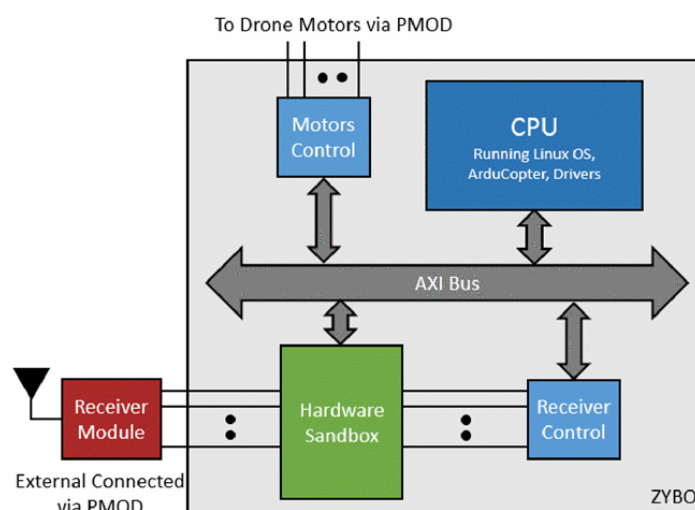 To Drone Motors via PMOD
Motors
Control
CPU
Running Linux OS,
ArduCopter, Drivers
AXI Bus
Receiver
Module
Hardware
Sandbox
Receiver
Control
External Connected
via PMOD
ZYBO